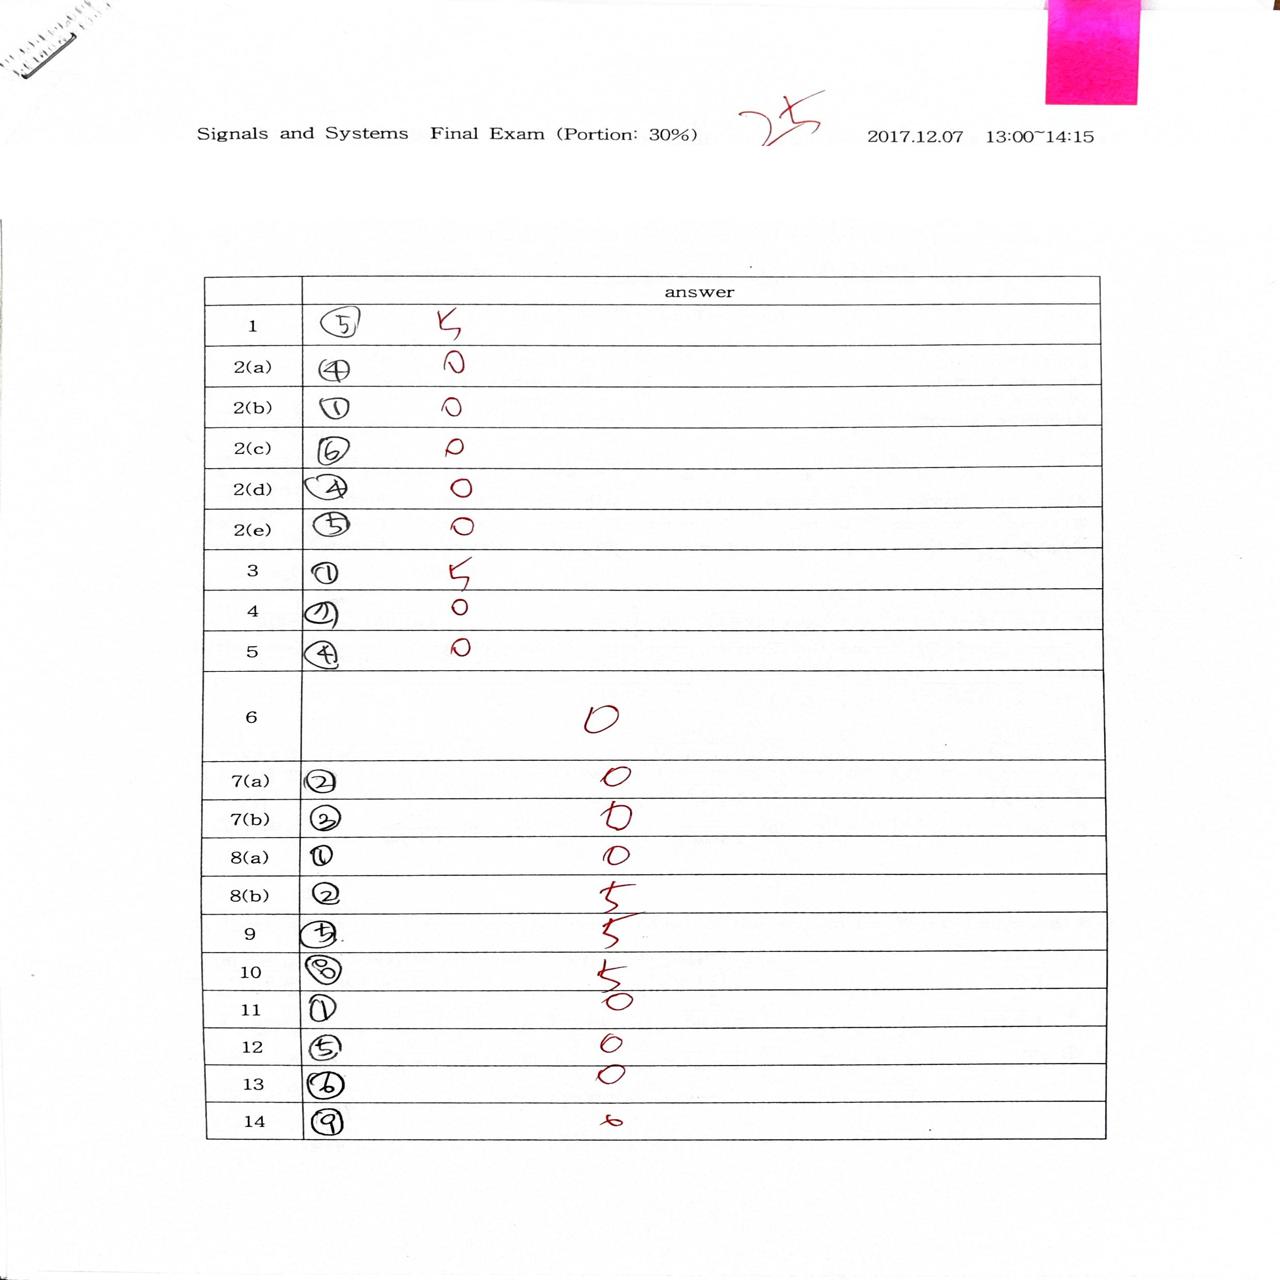 Signals and Systems Final Exam (Portion: 30%) 25 2017.12.07 13:00~14:15
answer
1 ⑤ 5
2(a) ④ 0
2(b) ① 0
2(c) ⑥ 0
2(d) ④ 0
2(e) ⑤ 0
3 ① 5
4 0
5 ④ 0
6 0
7(a) ② 0
7(b) ③ 0
8(a) ① 0
8(b) ② 5
9 ⑤ 5
10 ⑧ 5
11 ① 0
12 ⑤ 0
13 ⑥ 0
14 ⑨ 0